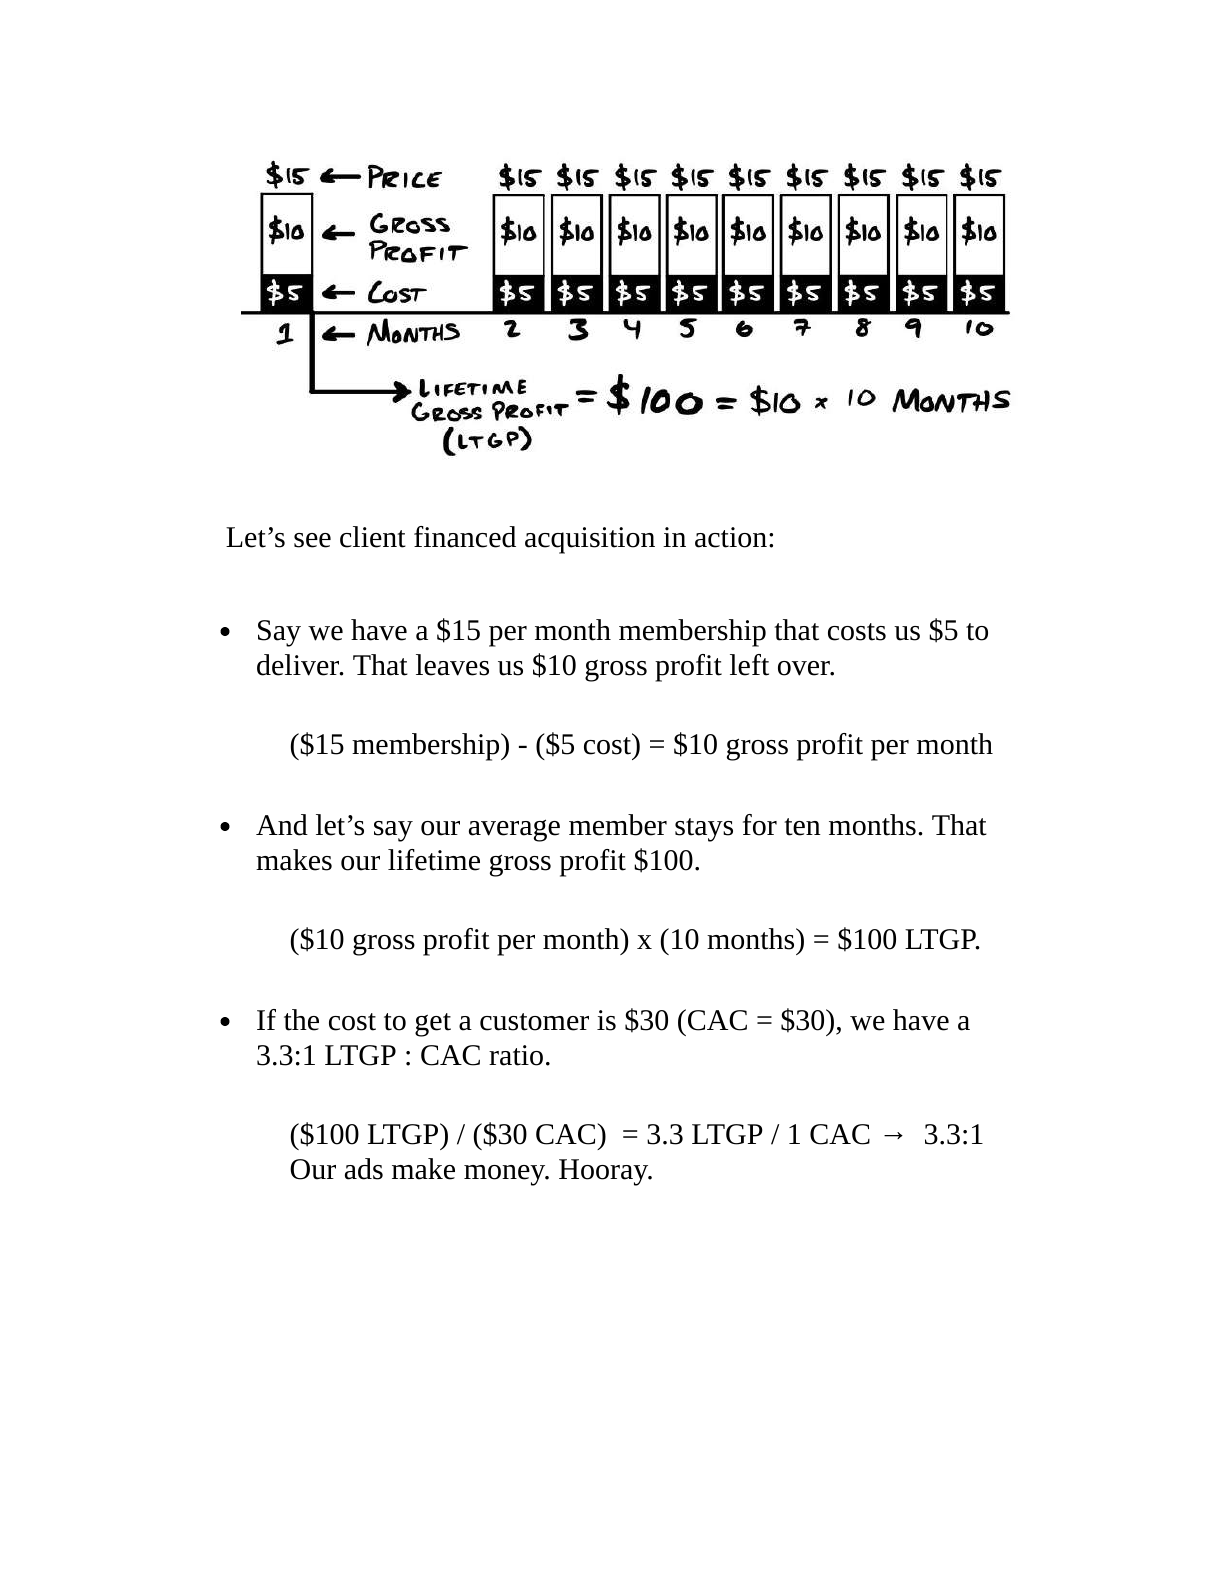 $15 ← PRICE $15 $15 $15 $15 $15 $15 $15 $15 $15
$10 ← GROSS PROFIT $10 $10 $10 $10 $10 $10 $10 $10 $10
$5 ← COST $5 $5 $5 $5 $5 $5 $5 $5 $5
1 ← MONTHS 2 3 4 5 6 7 8 9 10
LIFETIME
GROSS PROFIT = $100 = $10 x 10 MONTHS
(LTGP)
Let’s see client financed acquisition in action:
• Say we have a $15 per month membership that costs us $5 to
deliver. That leaves us $10 gross profit left over.
($15 membership) - ($5 cost) = $10 gross profit per month
• And let’s say our average member stays for ten months. That
makes our lifetime gross profit $100.
($10 gross profit per month) x (10 months) = $100 LTGP.
• If the cost to get a customer is $30 (CAC = $30), we have a
3.3:1 LTGP : CAC ratio.
($100 LTGP) / ($30 CAC)  = 3.3 LTGP / 1 CAC →  3.3:1
Our ads make money. Hooray.